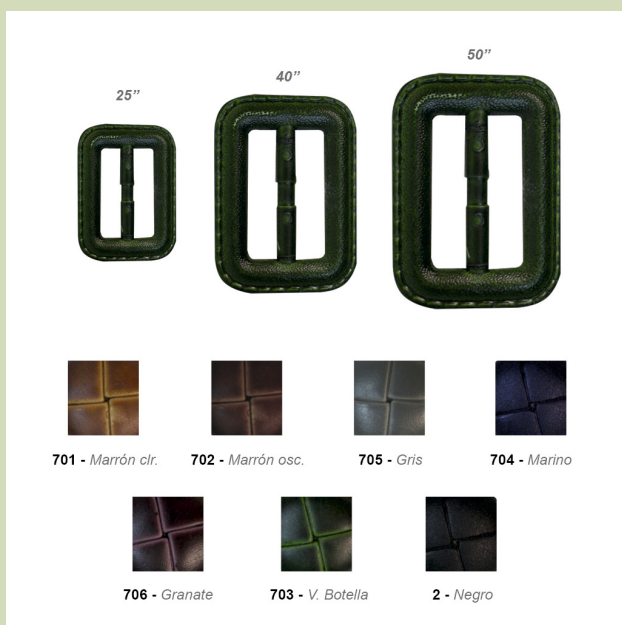 50”
40”
25”
701 - Marrón clr.
702 - Marrón osc.
705 - Gris
704 - Marino
706 - Granate
703 - V. Botella
2 - Negro